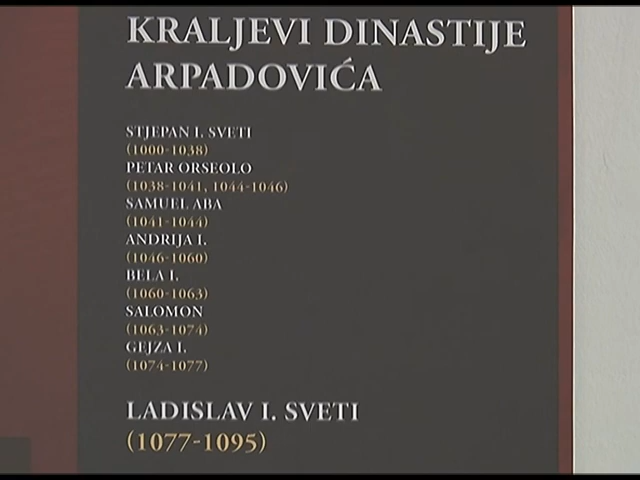 KRALJEVI DINASTIJE
ARPADOVIĆA
STJEPAN I. SVETI
(1000-1038)
PETAR ORSEOLO
(1038-1041, 1044-1046)
SAMUEL ABA
(1041-1044)
ANDRIJA I.
(1046-1060)
BELA I.
(1060-1063)
SALOMON
(1063-1074)
GEJZA I.
(1074-1077)
LADISLAV I. SVETI
(1077-1095)